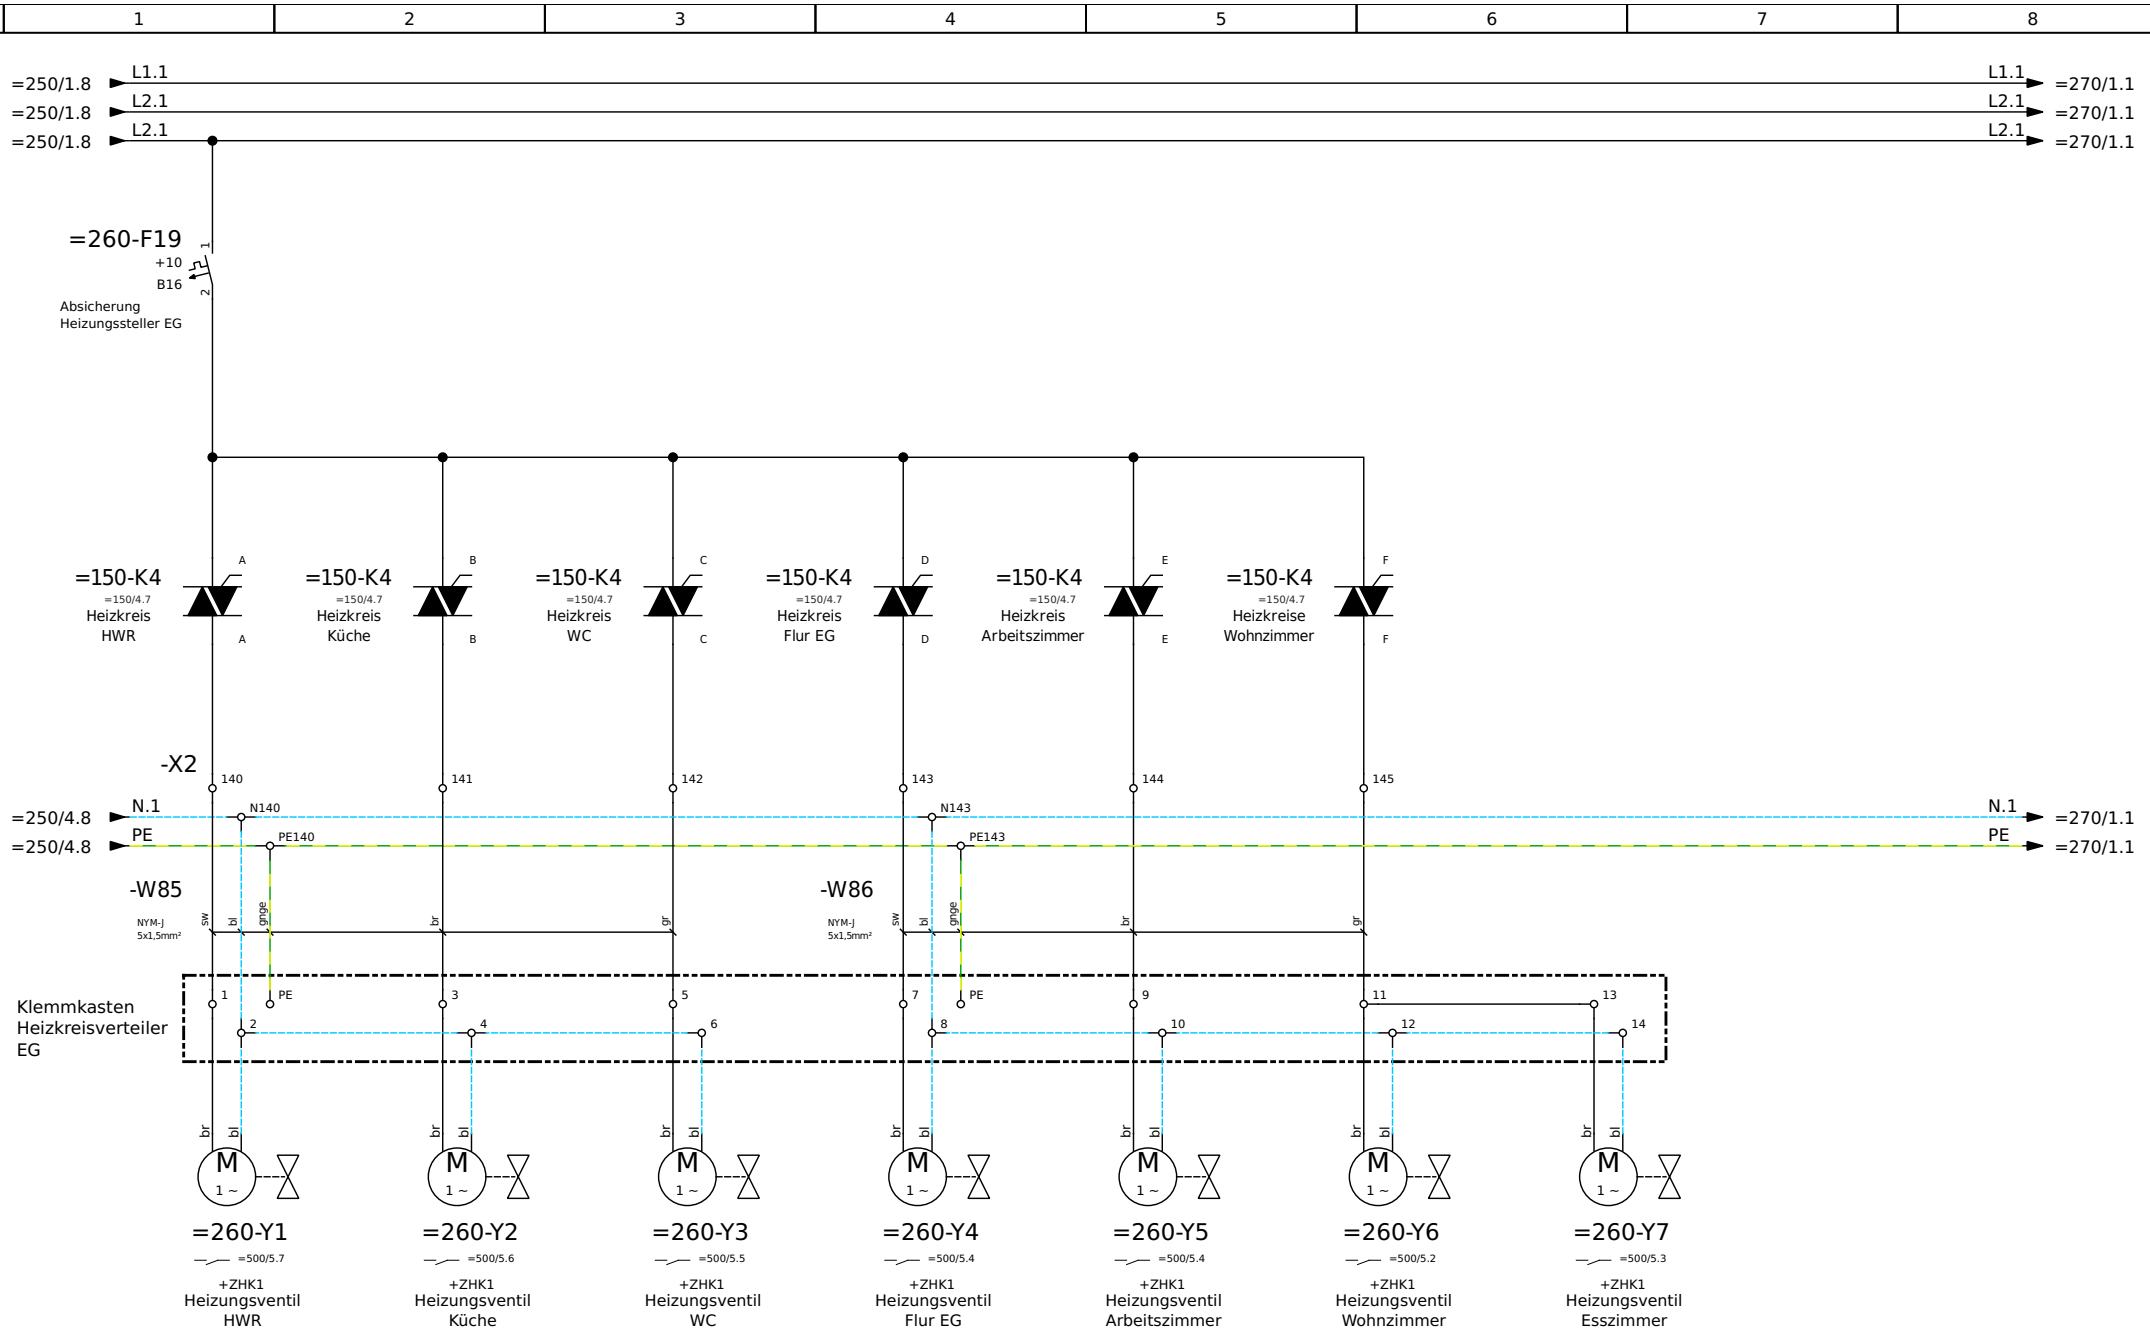 1 2 3 4 5 6 7 8
=250/1.8 L1.1 L1.1 =270/1.1
=250/1.8 L2.1 L2.1 =270/1.1
=250/1.8 L2.1 L2.1 =270/1.1
=260-F19 1
+10
B16 2
Absicherung
Heizungssteller EG
A B C D E F
=150-K4 =150-K4 =150-K4 =150-K4 =150-K4 =150-K4
=150/4.7 =150/4.7 =150/4.7 =150/4.7 =150/4.7 =150/4.7
Heizkreis Heizkreis Heizkreis Heizkreis Heizkreis Heizkreise
HWR Küche WC Flur EG Arbeitszimmer Wohnzimmer
A B C D E F
-X2
140 141 142 143 144 145
=250/4.8 N.1 N140 N143 N.1 =270/1.1
=250/4.8 PE PE140 PE143 PE =270/1.1
-W85 -W86
sw bl gnge br gr sw bl gnge br gr
NYM-J NYM-J
5x1,5mm² 5x1,5mm²
1 PE 3 5 7 PE 9 11 13
Klemmkasten
Heizkreisverteiler
EG
2 4 6 8 10 12 14
br bl br bl br bl br bl br bl br bl br bl
M M M M M M M
1 ~ 1 ~ 1 ~ 1 ~ 1 ~ 1 ~ 1 ~
=260-Y1 =260-Y2 =260-Y3 =260-Y4 =260-Y5 =260-Y6 =260-Y7
=500/5.7 =500/5.6 =500/5.5 =500/5.4 =500/5.4 =500/5.2 =500/5.3
+ZHK1 +ZHK1 +ZHK1 +ZHK1 +ZHK1 +ZHK1 +ZHK1
Heizungsventil Heizungsventil Heizungsventil Heizungsventil Heizungsventil Heizungsventil Heizungsventil
HWR Küche WC Flur EG Arbeitszimmer Wohnzimmer Esszimmer